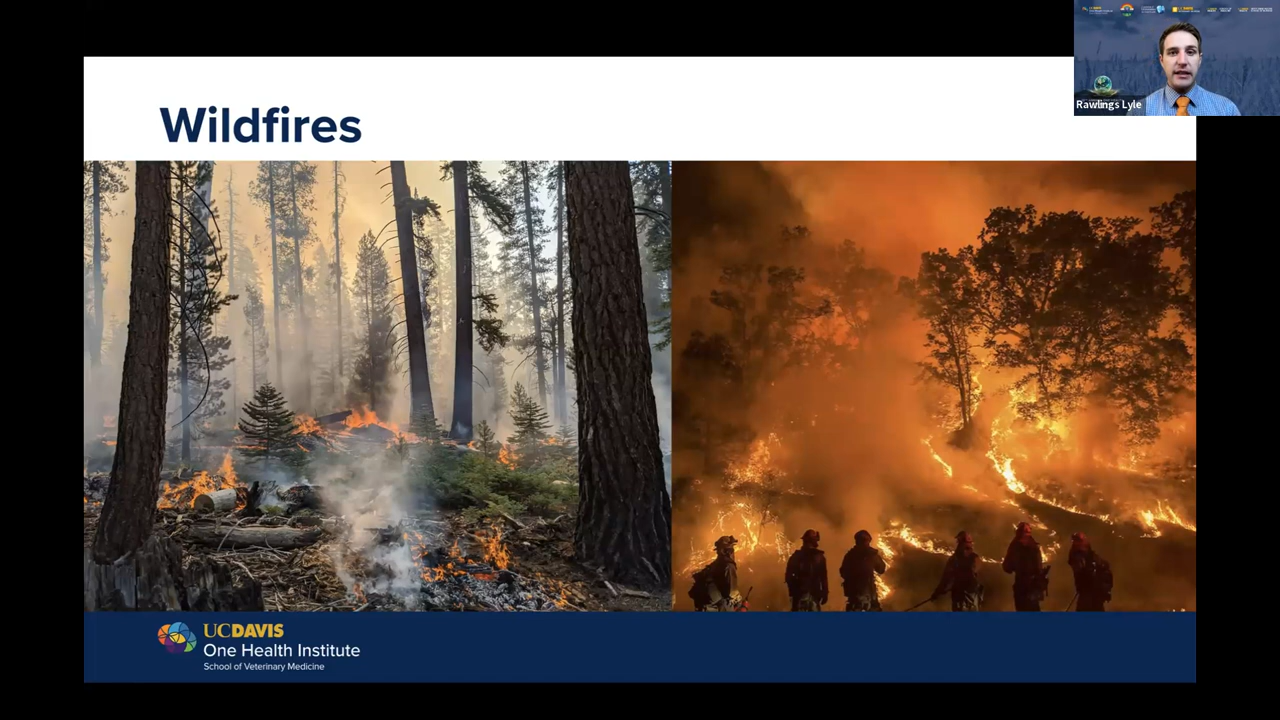 Wildfires
Rawlings Lyle
UCDAVIS
One Health Institute
School of Veterinary Medicine